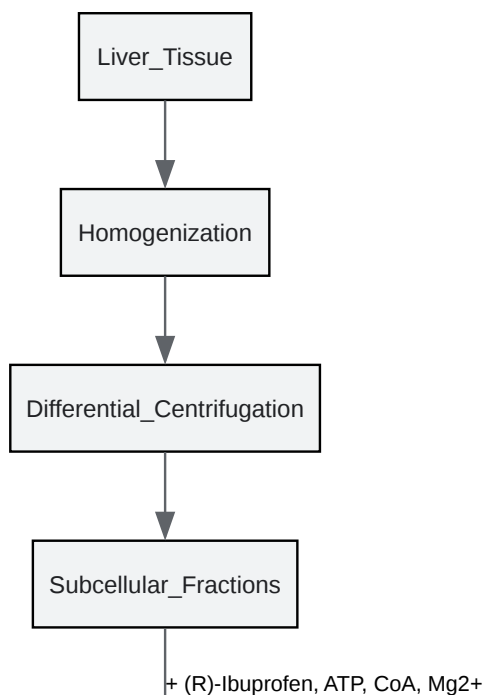 Liver_Tissue
Homogenization
Differential_Centrifugation
Subcellular_Fractions
+ (R)-Ibuprofen, ATP, CoA, Mg2+